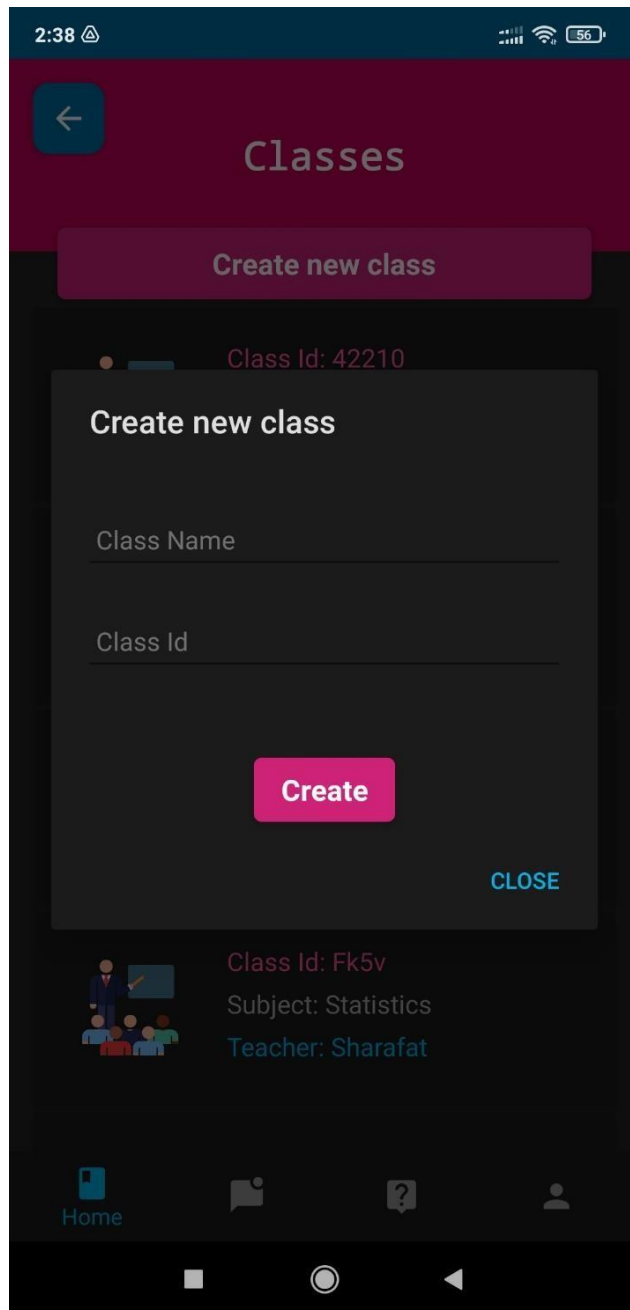 2:38
56
Classes
Create new class
Class Id: 42210
Create new class
Class Name
Class Id
Create
CLOSE
Class Id: Fk5v
Subject: Statistics
Teacher: Sharafat
Home